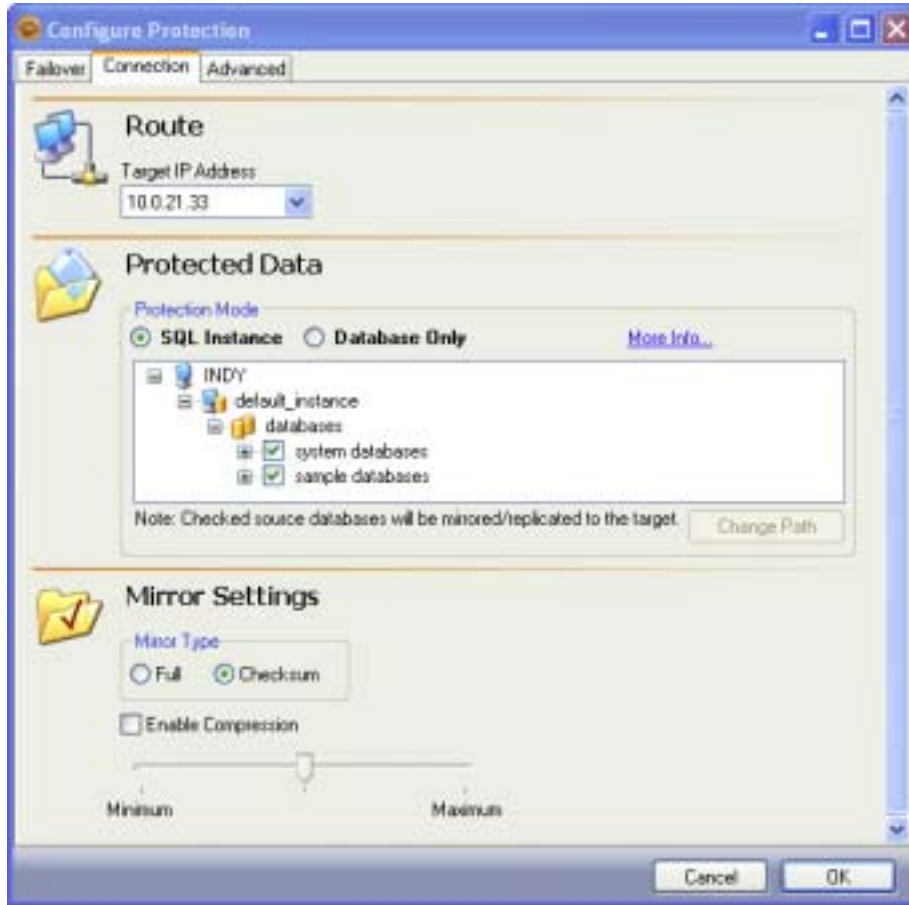 Configure Protection
Failover Connection Advanced
Route
Target IP Address
10.0.21.33
Protected Data
Protection Mode
SQL Instance Database Only More Info...
INDY
default_instance
databases
system databases
sample databases
Note: Checked source databases will be mirrored/replicated to the target. Change Path
Mirror Settings
Mirror Type
Full Checksum
Enable Compression
Minimum Maximum
Cancel OK